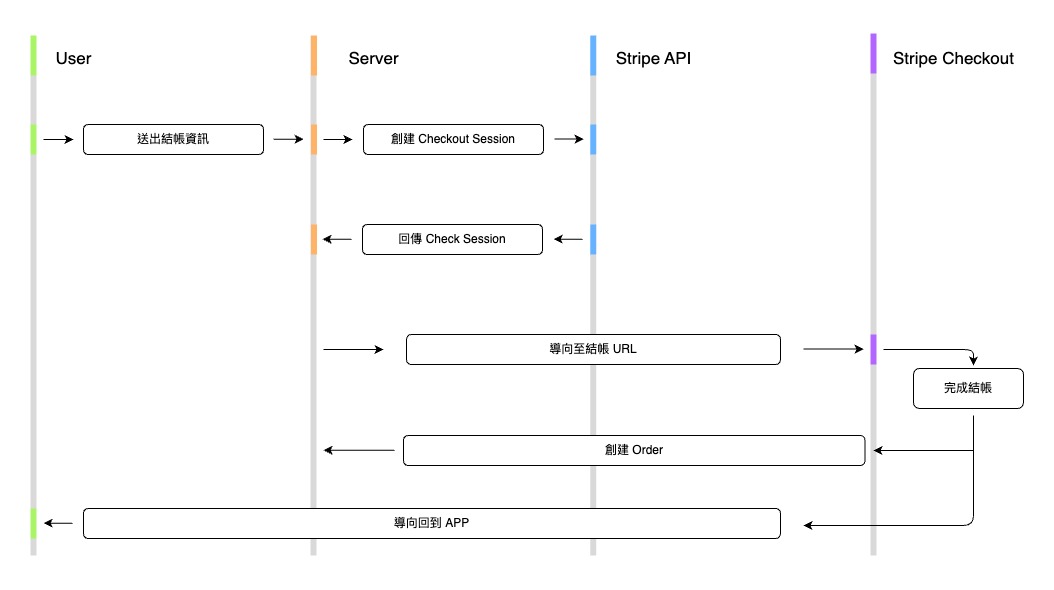 User
Server
Stripe API
Stripe Checkout
送出結帳資訊
創建 Checkout Session
回傳 Check Session
導向至結帳 URL
完成結帳
創建 Order
導向回到 APP